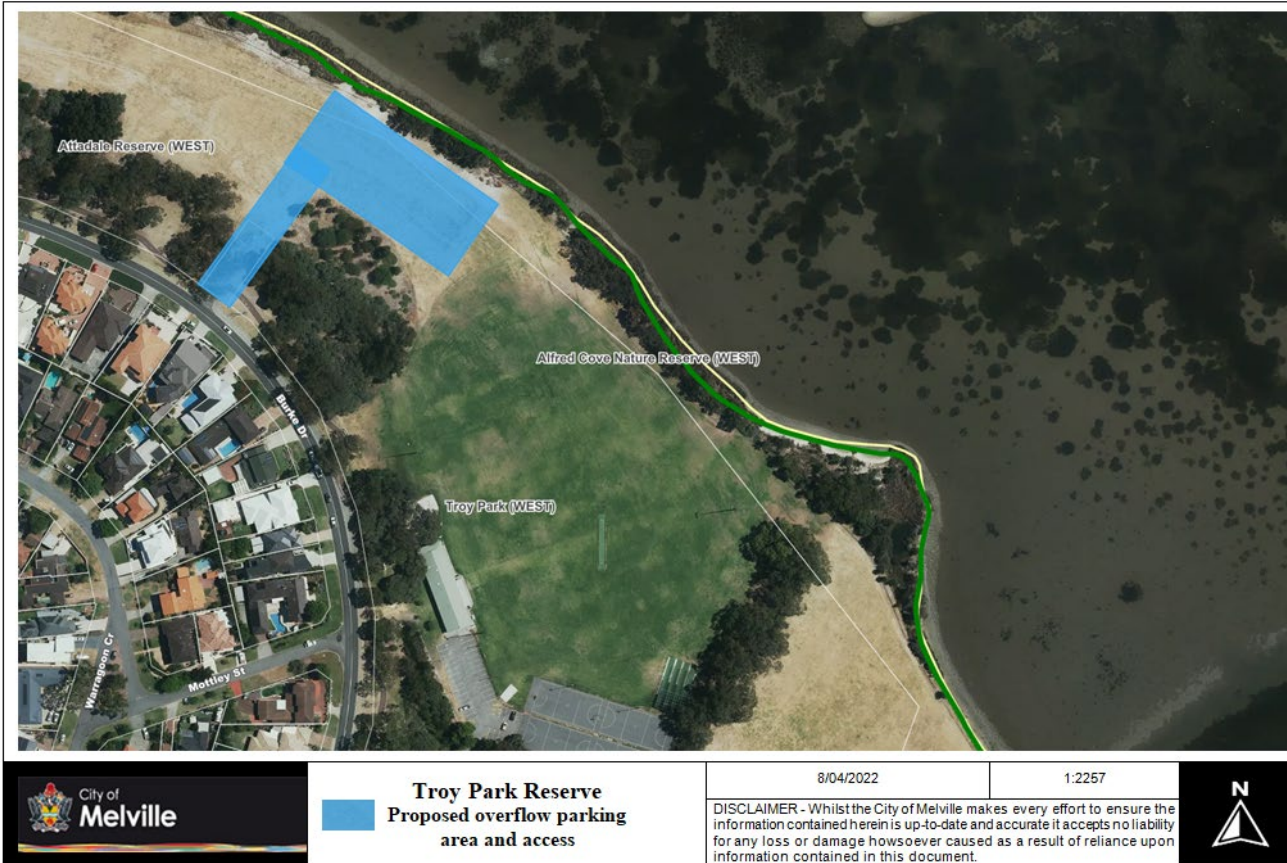 Attadale Reserve (WEST)
Alfred Cove Nature Reserve (WEST)
Burke Dr
Troy Park (WEST)
Warragoon Cr
Mottley St
City of
Melville
Troy Park Reserve
Proposed overflow parking
area and access
8/04/2022
1:2257
DISCLAIMER - Whilst the City of Melville makes every effort to ensure the
information contained herein is up-to-date and accurate it accepts no liability
for any loss or damage howsoever caused as a result of reliance upon
information contained in this document.
N